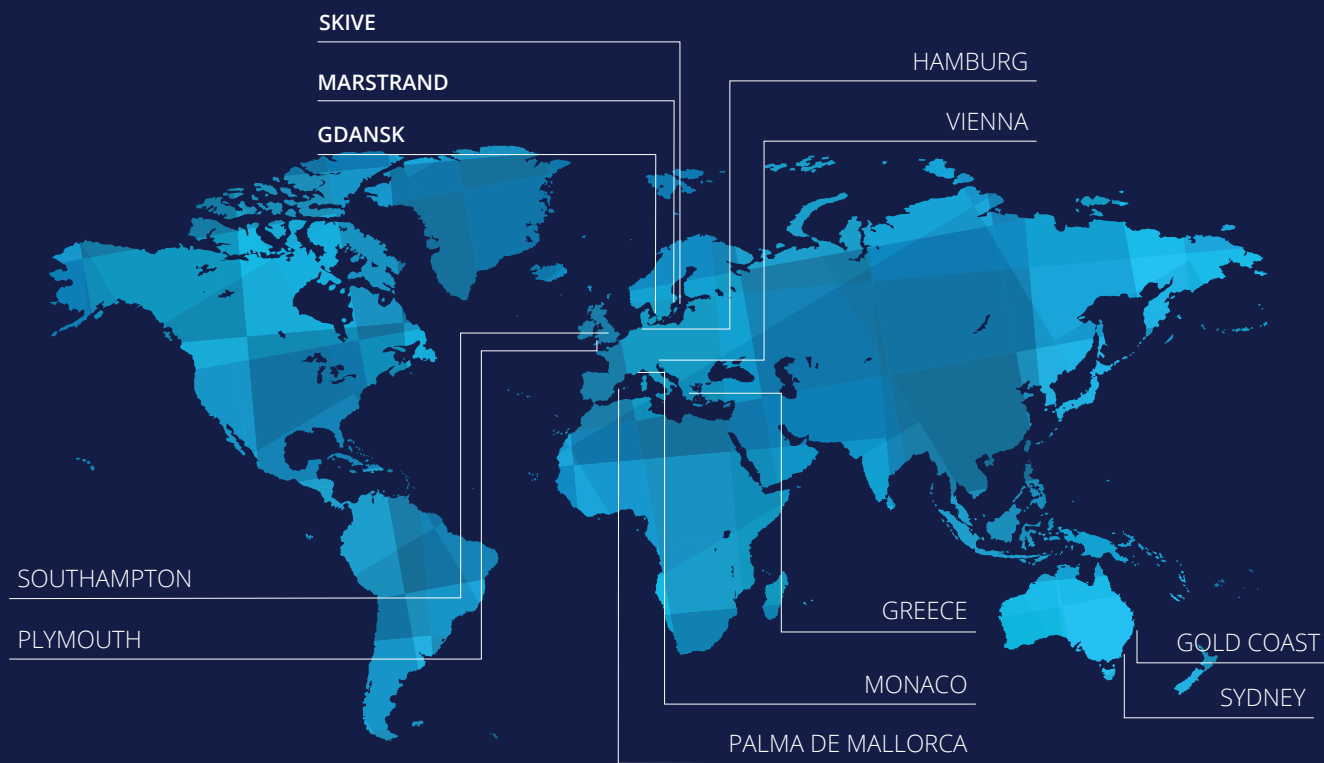 SKIVE
MARSTRAND
GDANSK
HAMBURG
VIENNA
SOUTHAMPTON
PLYMOUTH
GREECE
MONACO
PALMA DE MALLORCA
GOLD COAST
SYDNEY